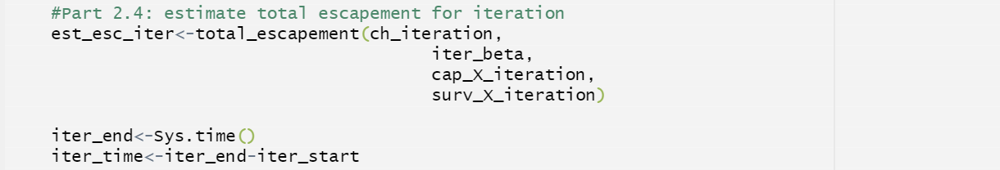 #Part 2.4: estimate total escapement for iteration
est_esc_iter<-total_escapement(ch_iteration,
iter_beta,
cap_X_iteration,
surv_X_iteration)
iter_end<-Sys.time()
iter_time<-iter_end-iter_start